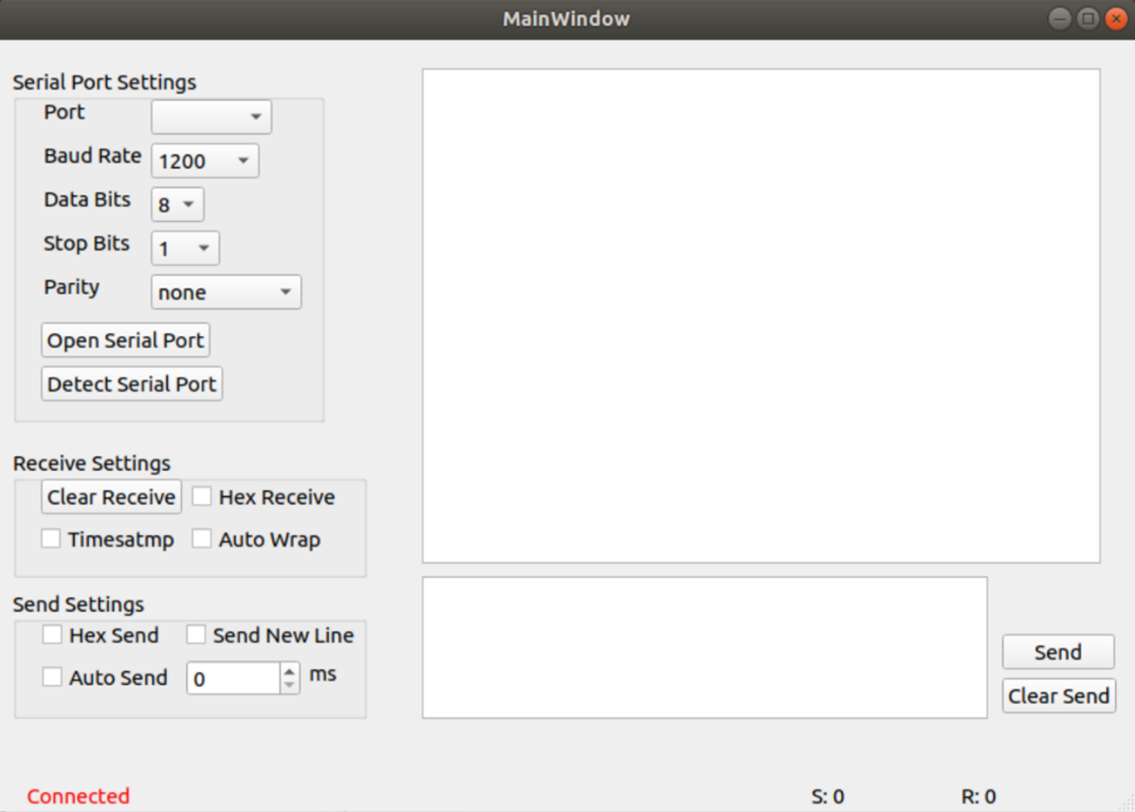 MainWindow
Serial Port Settings
Port
Baud Rate 1200
Data Bits 8
Stop Bits 1
Parity none
Open Serial Port
Detect Serial Port
Receive Settings
Clear Receive Hex Receive
Timesatmp Auto Wrap
Send Settings
Hex Send Send New Line
Auto Send 0 ms
Send
Clear Send
Connected S: 0 R: 0